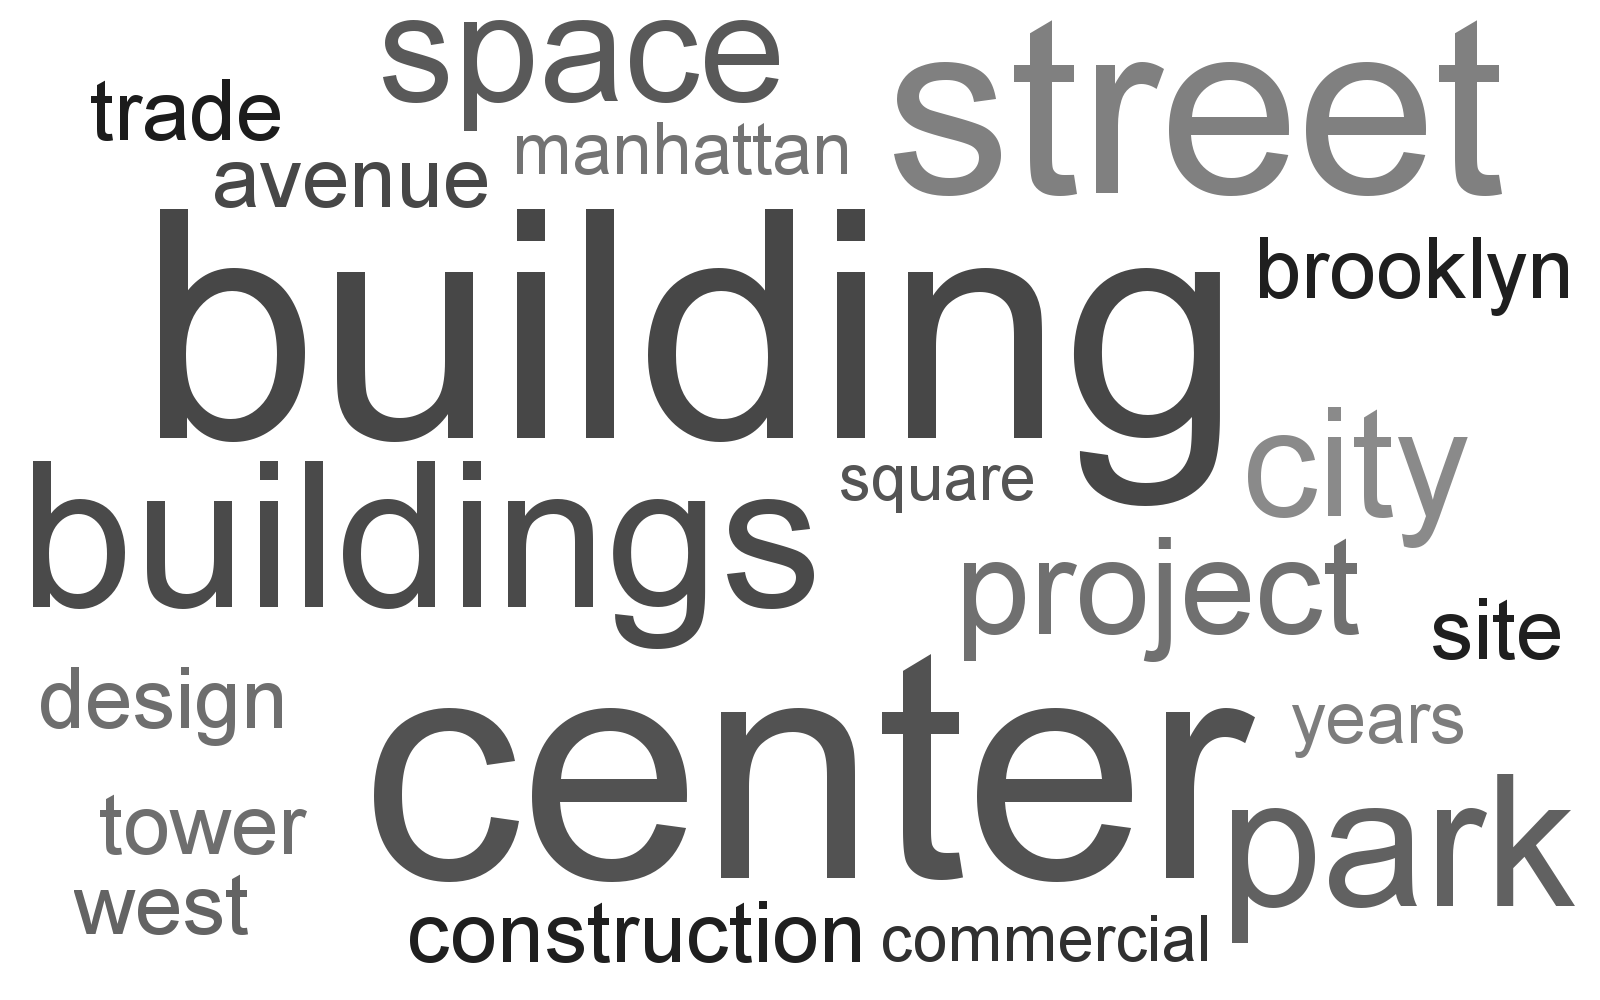 space
street
trade
manhattan
avenue
building
brooklyn
city
buildings
square
project
site
design
center
years
tower
park
west
construction
commercial